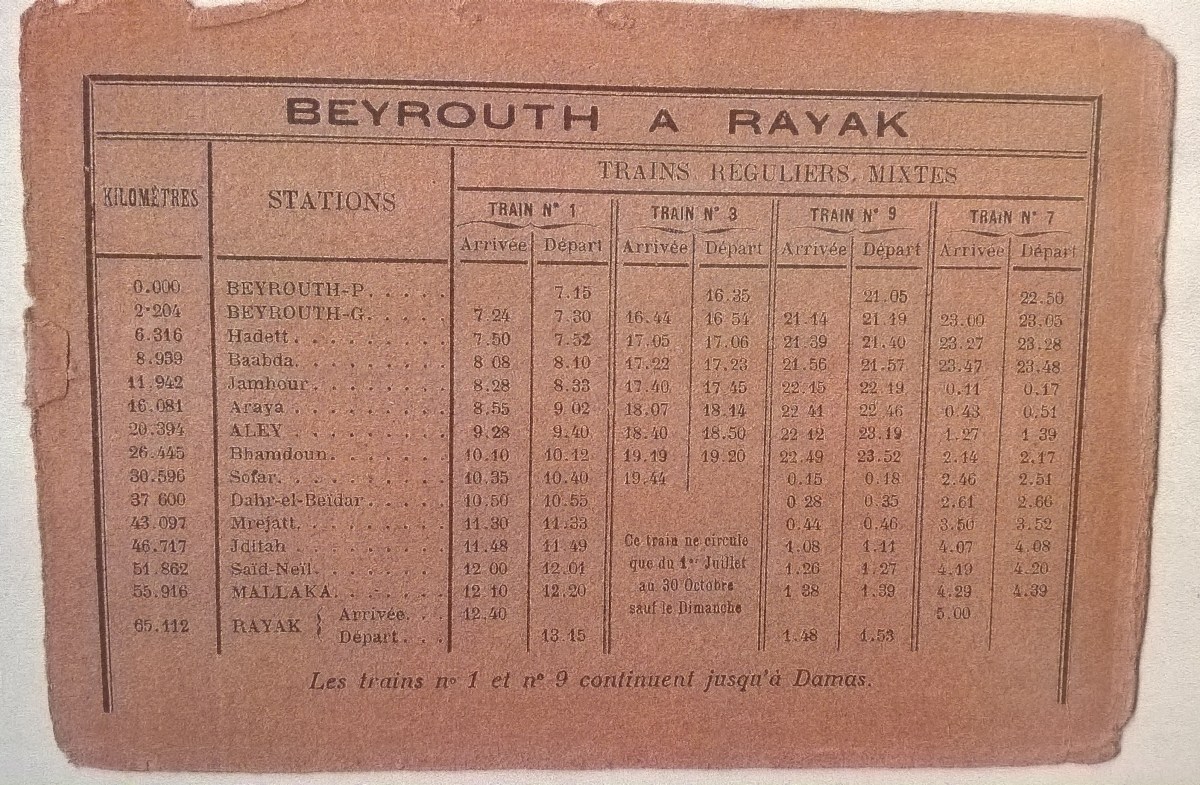 BEYROUTH A RAYAK
KILOMÈTRES STATIONS TRAINS RÉGULIERS. MIXTES
TRAIN N° 1 TRAIN N° 3 TRAIN N° 9 TRAIN N° 7
Arrivée Départ Arrivée Départ Arrivée Départ Arrivée Départ
0.000 BEYROUTH-P. . . . . 7.15 16.35 21.05 22.50
2.204 BEYROUTH-G. . . . . 7 24 7.30 16.44 16 54 21.14 21.19 23.00 23.05
6.316 Hadett . . . . . . . . 7.50 7.52 17.05 17.06 21 39 21.40 23.27 23.28
8.939 Baabda. . . . . . . . 8 08 8.10 17.22 17.23 21.56 21.57 23.47 23.48
11.942 Jamhour. . . . . . . 8.28 8.33 17.40 17 45 22.15 22.19 0.11 0.17
16.081 Araya . . . . . . . . 8.55 9 02 18.07 18.14 22 41 22.46 0.43 0.51
20.394 ALEY . . . . . . . . 9.28 9.40 18.40 18.50 22 12 23.19 1.27 1 39
26.445 Bhamdoun. . . . . . 10.10 10.12 19.19 19.20 22.49 23.52 2.14 2.17
30.596 Sofar. . . . . . . . 10.35 10.40 19.44 0.15 0.18 2.46 2.51
37 600 Dahr-el-Beïdar . . . . 10.50 10.55 0 28 0.35 2.61 2.66
43.097 Mrejatt. . . . . . . . 11.30 11.33 0.44 0.46 3.50 3.52
46.717 Jditah . . . . . . . . 11.48 11 49 1.08 1.11 4.07 4.08
51.862 Saïd-Neïl. . . . . . . 12 00 12.01 1.26 1.27 4.19 4.20
55.916 MALLAKA. . . . . . 12 10 12.20 1 38 1.39 4.29 4.39
Ce train ne circule
que du 1er Juillet
au 30 Octobre
sauf le Dimanche
65.112 RAYAK { Arrivée. . . 12.40 5.00
Départ. . . 13 15 1.48 1.53
Les trains n° 1 et n° 9 continuent jusqu'à Damas.